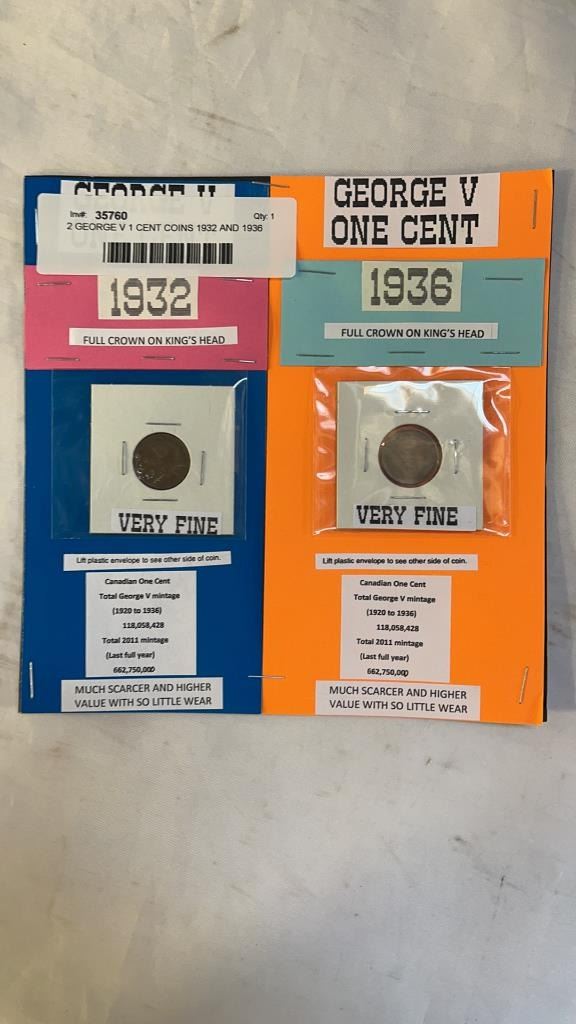 GEORGE V
Inv#: 35760 Qty: 1
2 GEORGE V 1 CENT COINS 1932 AND 1936
1932
FULL CROWN ON KING'S HEAD
VERY FINE
Lift plastic envelope to see other side of coin.
Canadian One Cent
Total George V mintage
(1920 to 1936)
118,058,428
Total 2011 mintage
(Last full year)
662,750,000
MUCH SCARCER AND HIGHER
VALUE WITH SO LITTLE WEAR
GEORGE V
ONE CENT
1936
FULL CROWN ON KING'S HEAD
VERY FINE
Lift plastic envelope to see other side of coin.
Canadian One Cent
Total George V mintage
(1920 to 1936)
118,058,428
Total 2011 mintage
(Last full year)
662,750,000
MUCH SCARCER AND HIGHER
VALUE WITH SO LITTLE WEAR